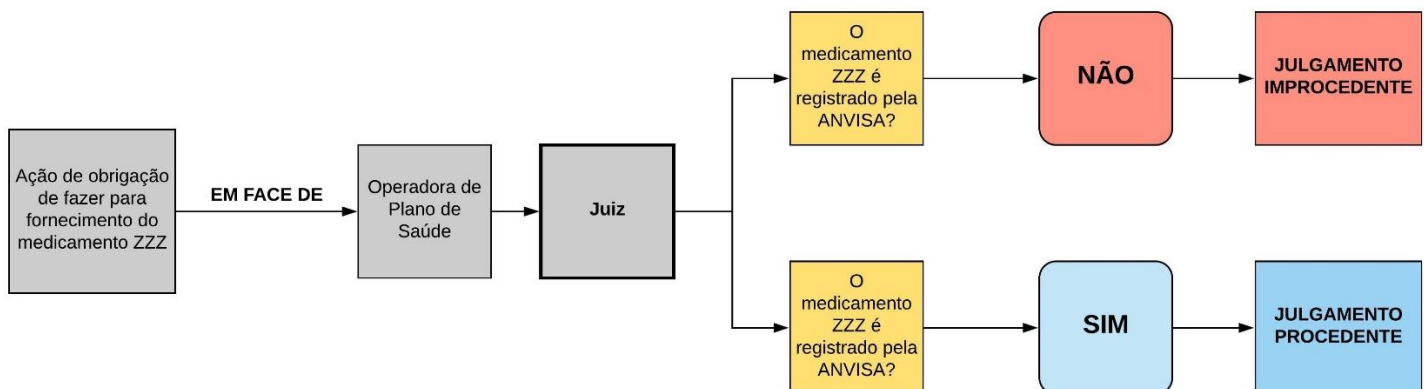 Ação de obrigação
de fazer para
fornecimento do
medicamento ZZZ
EM FACE DE
Operadora de
Plano de
Saúde
Juiz
O
medicamento
ZZZ é
registrado pela
ANVISA?
NÃO
JULGAMENTO
IMPROCEDENTE
O
medicamento
ZZZ é
registrado pela
ANVISA?
SIM
JULGAMENTO
PROCEDENTE